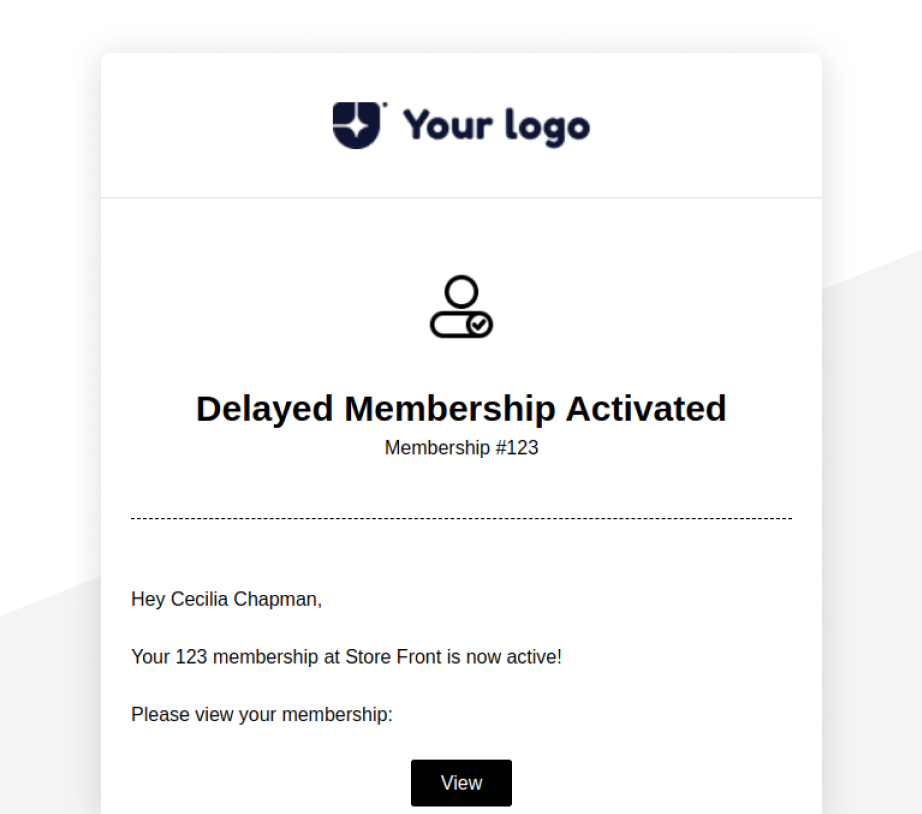 Your logo
Delayed Membership Activated
Membership #123
Hey Cecilia Chapman,
Your 123 membership at Store Front is now active!
Please view your membership:
View